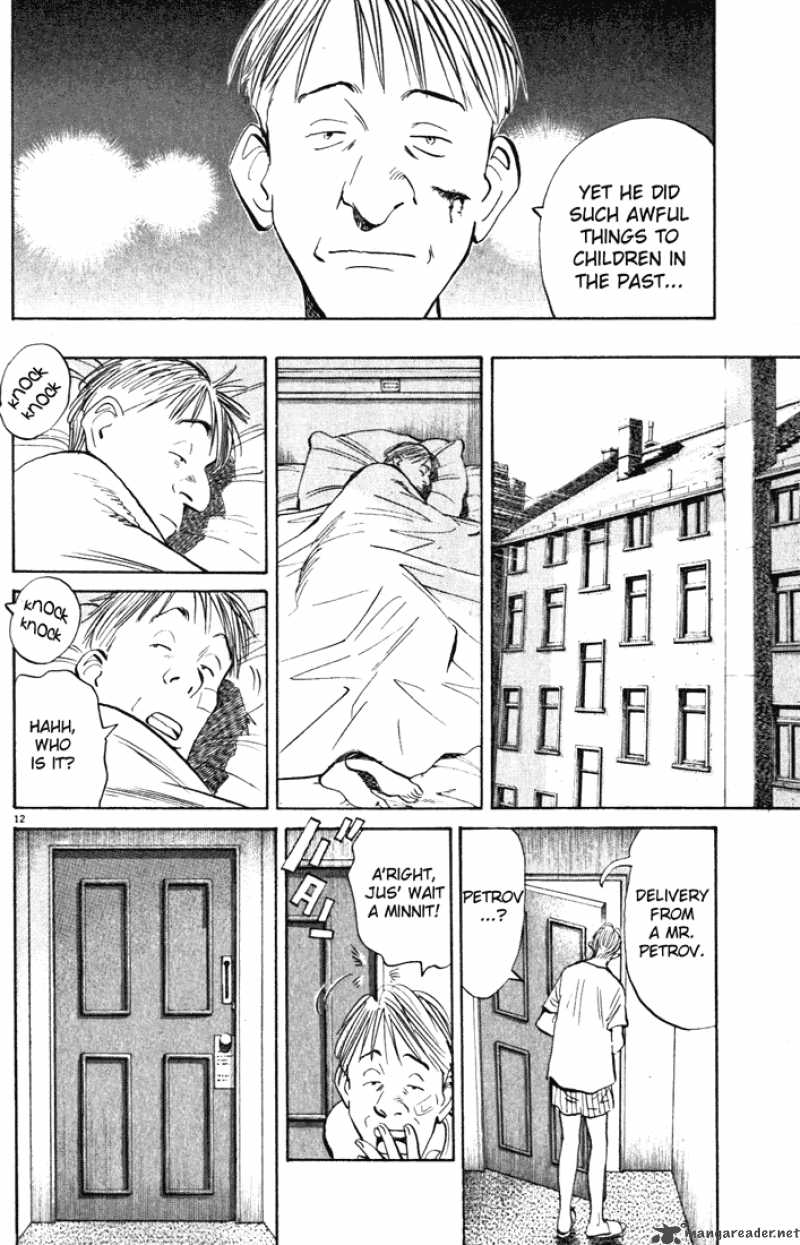 YET HE DID
SUCH AWFUL
THINGS TO
CHILDREN IN
THE PAST...
KNOCK
KNOCK
KNOCK
KNOCK
HAHH,
WHO
IS IT?
12
DELIVERY
FROM
A MR.
PETROV.
PETROV
...?
A'RIGHT,
JUS' WAIT
A MINNIT!
mangareader.net